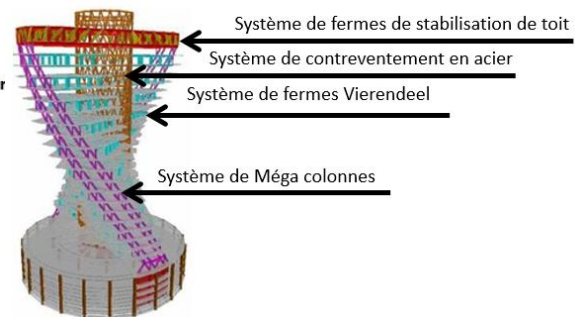 Système de fermes de stabilisation de toit
Système de contreventement en acier
r
Système de fermes Vierendeel
Système de Méga colonnes